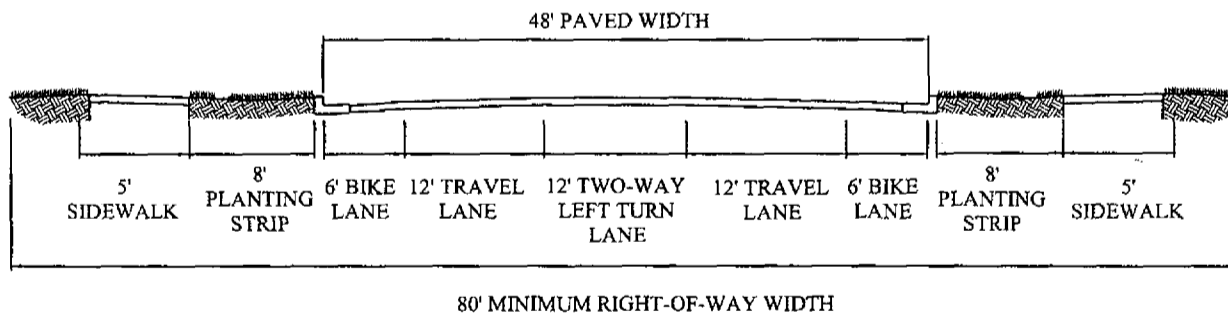 48' PAVED WIDTH
5'
SIDEWALK
8'
PLANTING
STRIP
6' BIKE
LANE
12' TRAVEL
LANE
12' TWO-WAY
LEFT TURN
LANE
12' TRAVEL
LANE
6' BIKE
LANE
8'
PLANTING
STRIP
5'
SIDEWALK
80' MINIMUM RIGHT-OF-WAY WIDTH